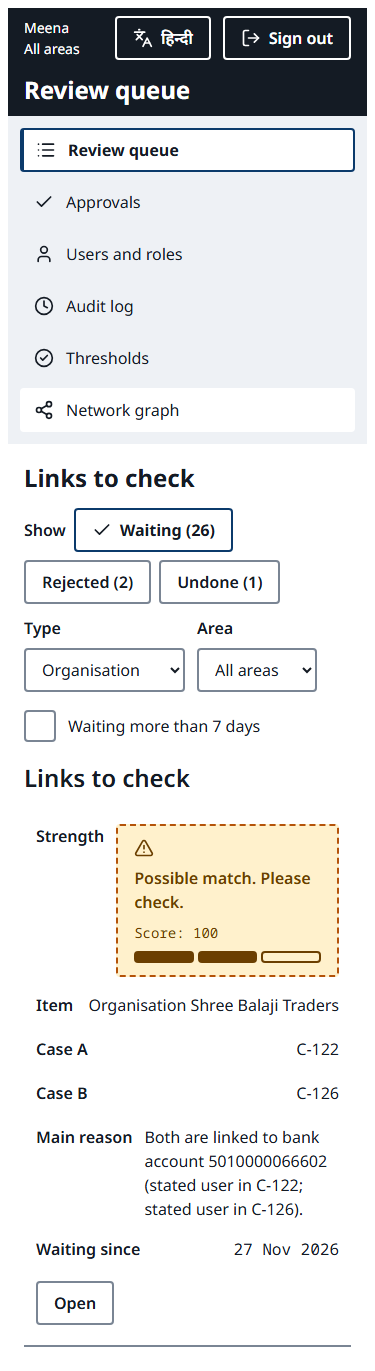 Meena
All areas
हिन्दी
Sign out
Review queue
Review queue
Approvals
Users and roles
Audit log
Thresholds
Network graph
Links to check
Show
Waiting (26)
Rejected (2)
Undone (1)
Type
Area
Organisation
All areas
Waiting more than 7 days
Links to check
Strength
Possible match. Please
check.
Score: 100
Item Organisation Shree Balaji Traders
Case A C-122
Case B C-126
Main reason Both are linked to bank
account 5010000066602
(stated user in C-122;
stated user in C-126).
Waiting since 27 Nov 2026
Open